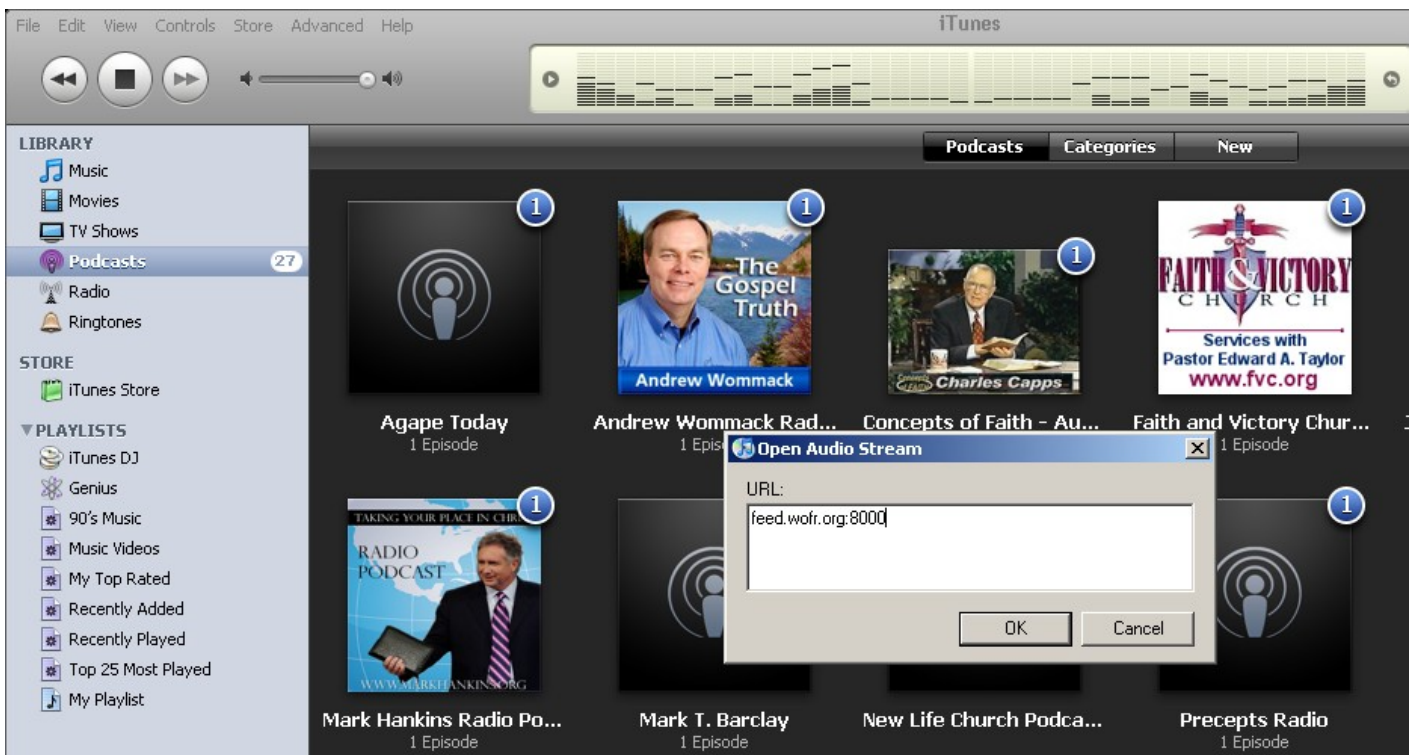 iTunes
File Edit View Controls Store Advanced Help
LIBRARY
Music
Movies
TV Shows
Podcasts 27
Radio
Ringtones
STORE
iTunes Store
PLAYLISTS
iTunes DJ
Genius
90's Music
Music Videos
My Top Rated
Recently Added
Recently Played
Top 25 Most Played
My Playlist
Podcasts Categories New
1
Agape Today
1 Episode
1
The
Gospel
Truth
Andrew Wommack
Andrew Wommack Rad...
1
Charles Capps
Concepts of Faith - Au...
1
FAITH & VICTORY
CHURCH
Services with
Pastor Edward A. Taylor
www.fvc.org
Faith and Victory Chur...
1 Episode
Open Audio Stream
URL:
feed.wofr.org:8000
OK Cancel
1
TAKING YOUR PLACE IN CHRI
RADIO
PODCAST
WWW.MARKHANKINS.ORG
Mark Hankins Radio Po...
1 Episode
Mark T. Barclay
1 Episode
New Life Church Podca...
1
Precepts Radio
1 Episode